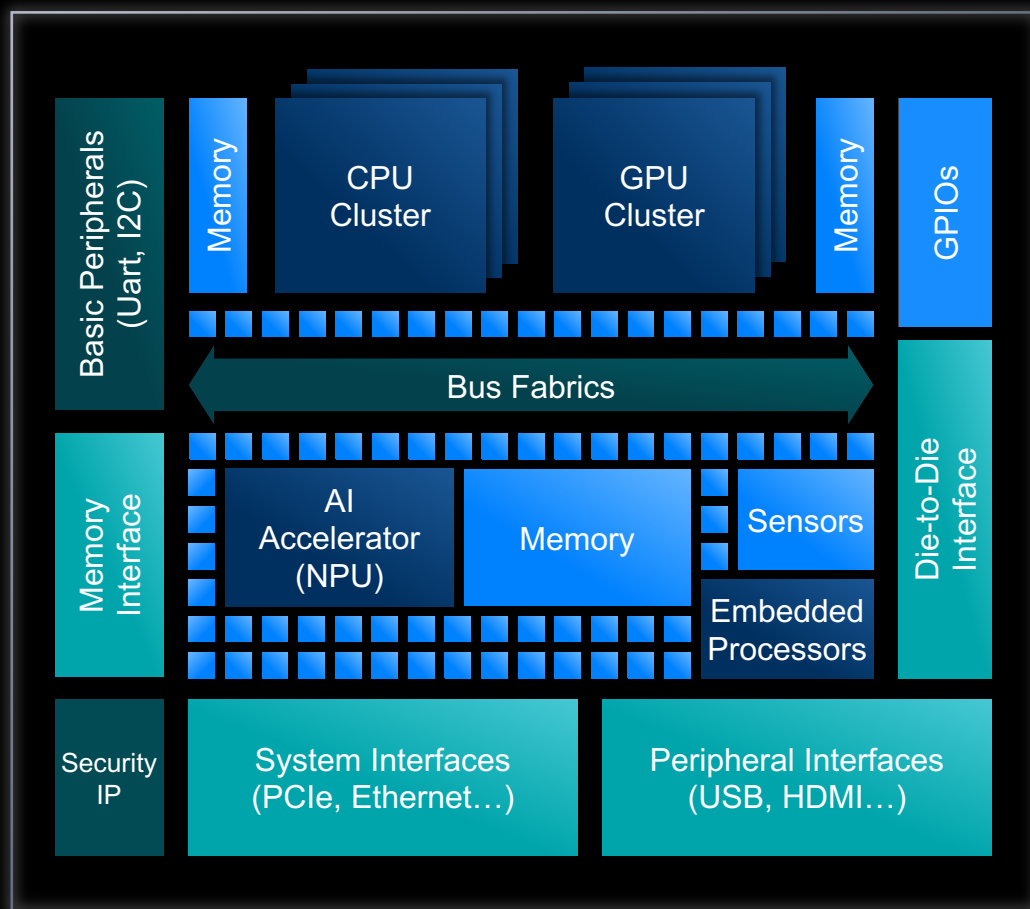 Basic Peripherals
(Uart, I2C)
Memory
CPU
Cluster
GPU
Cluster
Memory
GPIOs
Bus Fabrics
Memory
Interface
AI
Accelerator
(NPU)
Memory
Sensors
Embedded
Processors
Die-to-Die
Interface
Security
IP
System Interfaces
(PCIe, Ethernet…)
Peripheral Interfaces
(USB, HDMI…)